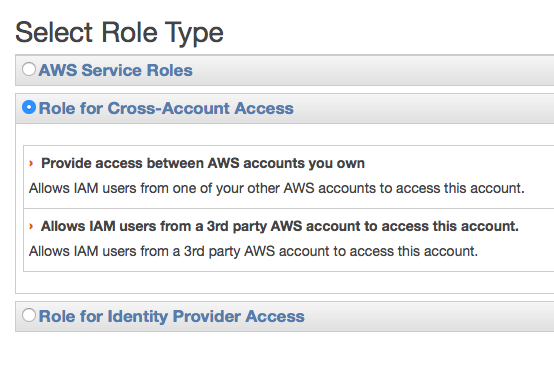 Select Role Type
AWS Service Roles
Role for Cross-Account Access
Provide access between AWS accounts you own
Allows IAM users from one of your other AWS accounts to access this account.
Allows IAM users from a 3rd party AWS account to access this account.
Allows IAM users from a 3rd party AWS account to access this account.
Role for Identity Provider Access